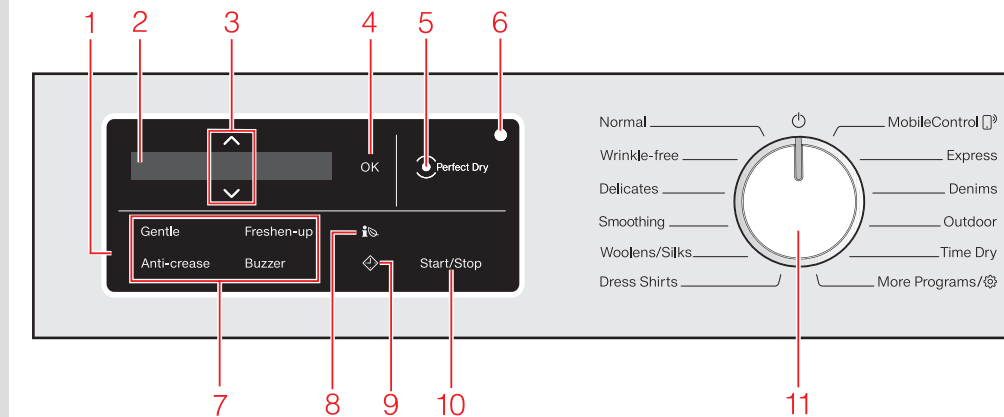 1 2 3 4 5 6
Normal
MobileControl
Wrinkle-free
Express
OK
Perfect Dry
Delicates
Denims
Gentle
Freshen-up
Smoothing
Outdoor
Anti-crease
Buzzer
Start/Stop
Woolens/Silks
Time Dry
Dress Shirts
More Programs/
7 8 9 10 11